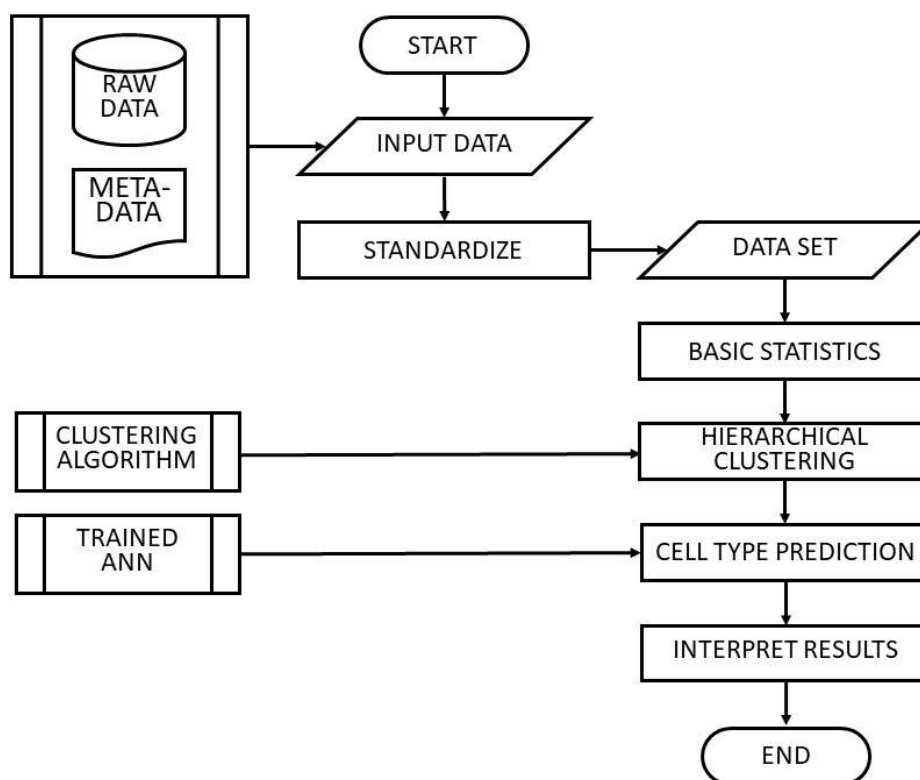 RAW
DATA
META-
DATA
START
INPUT DATA
STANDARDIZE
DATA SET
BASIC STATISTICS
CLUSTERING
ALGORITHM
HIERARCHICAL
CLUSTERING
TRAINED
ANN
CELL TYPE PREDICTION
INTERPRET RESULTS
END